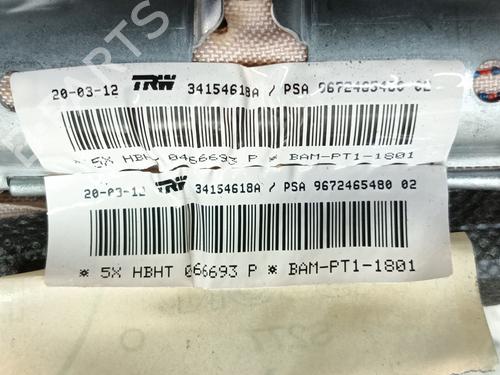 20-03-12 TRW 34154618A / PSA 9672465480 02
* 5X HBHT 066693 P * BAM-PT1-1801
20-03-12 TRW 34154618A / PSA 9672465480 02
* 5X HBHT 066693 P * BAM-PT1-1801